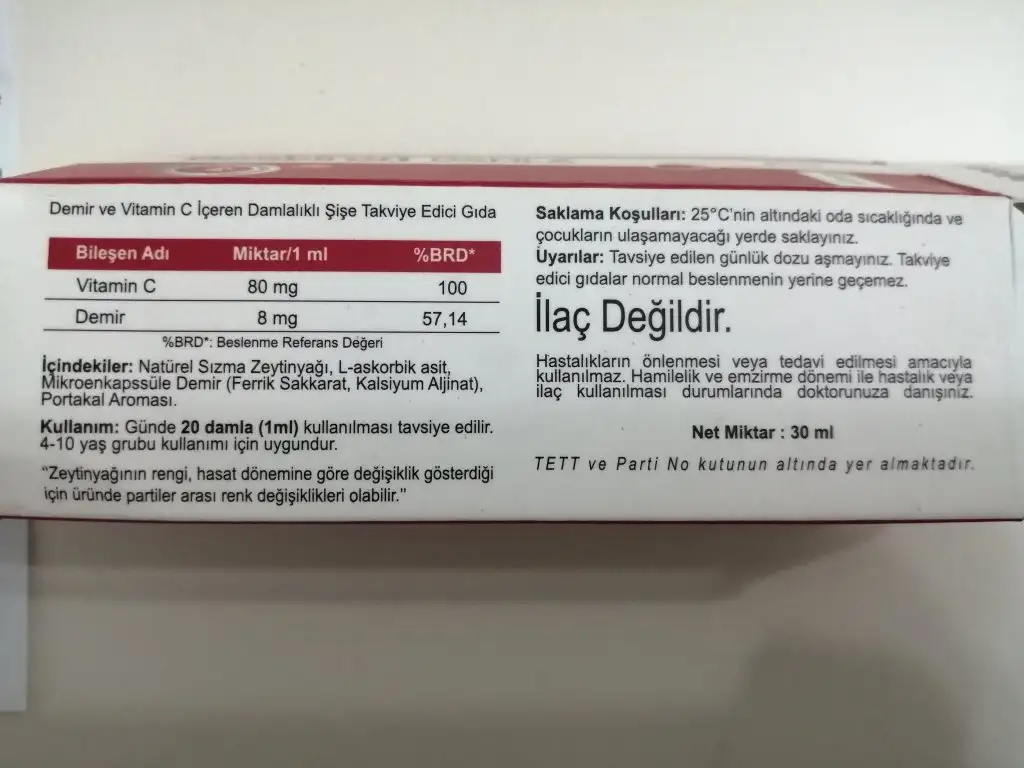 Demir ve Vitamin C İçeren Damlalıklı Şişe Takviye Edici Gıda
Bileşen Adı Miktar/1 ml %BRD*
Vitamin C 80 mg 100
Demir 8 mg 57,14
%BRD*: Beslenme Referans Değeri
İçindekiler: Natürel Sızma Zeytinyağı, L-askorbik asit,
Mikroenkapssüle Demir (Ferrik Sakkarat, Kalsiyum Aljinat),
Portakal Aroması.
Kullanım: Günde 20 damla (1ml) kullanılması tavsiye edilir.
4-10 yaş grubu kullanımı için uygundur.
“Zeytinyağının rengi, hasat dönemine göre değişiklik gösterdiği
için üründe partiler arası renk değişiklikleri olabilir.”
Saklama Koşulları: 25°C'nin altındaki oda sıcaklığında ve
çocukların ulaşamayacağı yerde saklayınız.
Uyarılar: Tavsiye edilen günlük dozu aşmayınız. Takviye
edici gıdalar normal beslenmenin yerine geçemez.
İlaç Değildir.
Hastalıkların önlenmesi veya tedavi edilmesi amacıyla
kullanılmaz. Hamilelik ve emzirme dönemi ile hastalık veya
ilaç kullanılması durumlarında doktorunuza danışınız.
Net Miktar : 30 ml
TETT ve Parti No kutunun altında yer almaktadır.